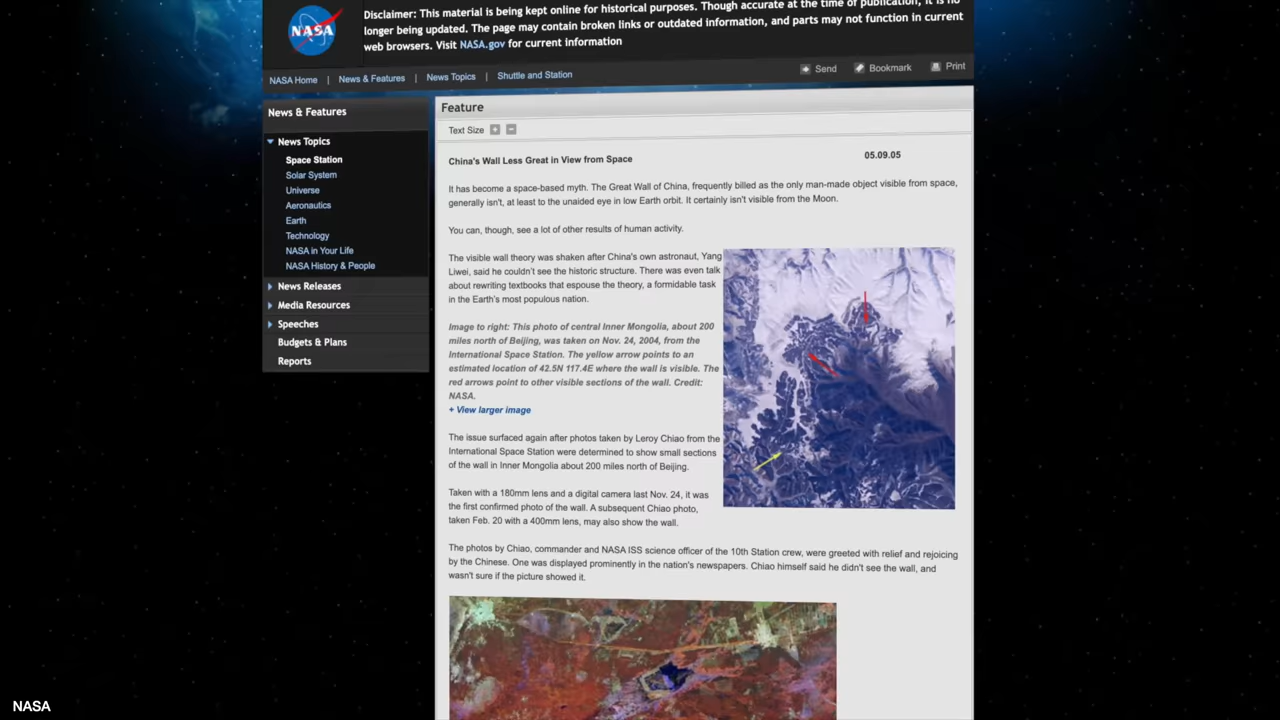 Disclaimer: This material is being kept online for historical purposes. Though accurate at the time of publication, it is no
longer being updated. The page may contain broken links or outdated information, and parts may not function in current
web browsers. Visit NASA.gov for current information
NASA
NASA Home | News & Features | News Topics | Shuttle and Station
Send Bookmark Print
News & Features
News Topics
Space Station
Solar System
Universe
Aeronautics
Earth
Technology
NASA in Your Life
NASA History & People
News Releases
Media Resources
Speeches
Budgets & Plans
Reports
Feature
Text Size + -
China's Wall Less Great in View from Space 05.09.05
It has become a space-based myth. The Great Wall of China, frequently billed as the only man-made object visible from space,
generally isn't, at least to the unaided eye in low Earth orbit. It certainly isn't visible from the Moon.
You can, though, see a lot of other results of human activity.
The visible wall theory was shaken after China's own astronaut, Yang
Liwei, said he couldn't see the historic structure. There was even talk
about rewriting textbooks that espouse the theory, a formidable task
in the Earth's most populous nation.
Image to right: This photo of central Inner Mongolia, about 200
miles north of Beijing, was taken on Nov. 24, 2004, from the
International Space Station. The yellow arrow points to an
estimated location of 42.5N 117.4E where the wall is visible. The
red arrows point to other visible sections of the wall. Credit:
NASA.
+ View larger image
The issue surfaced again after photos taken by Leroy Chiao from the
International Space Station were determined to show small sections
of the wall in Inner Mongolia about 200 miles north of Beijing.
Taken with a 180mm lens and a digital camera last Nov. 24, it was
the first confirmed photo of the wall. A subsequent Chiao photo,
taken Feb. 20 with a 400mm lens, may also show the wall.
The photos by Chiao, commander and NASA ISS science officer of the 10th Station crew, were greeted with relief and rejoicing
by the Chinese. One was displayed prominently in the nation's newspapers. Chiao himself said he didn't see the wall, and
wasn't sure if the picture showed it.
NASA